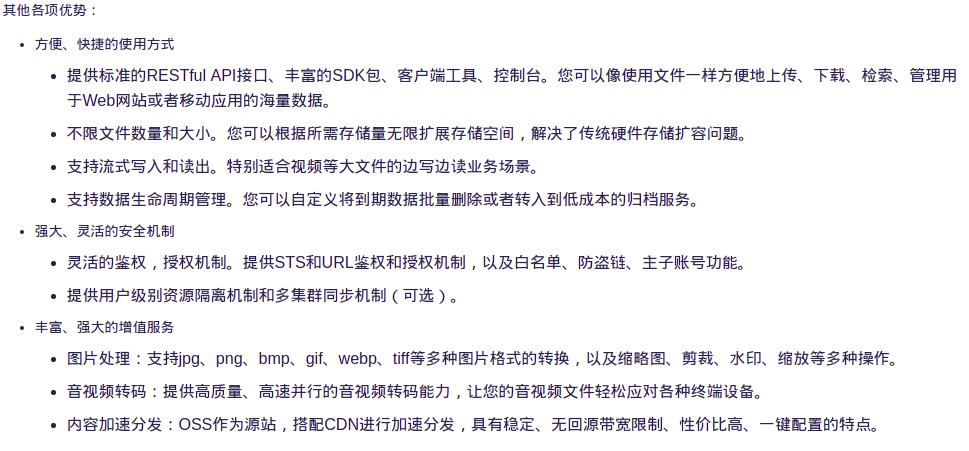 其他各项优势：
方便、快捷的使用方式
提供标准的RESTful API接口、丰富的SDK包、客户端工具、控制台。您可以像使用文件一样方便地上传、下载、检索、管理用
于Web网站或者移动应用的海量数据。
不限文件数量和大小。您可以根据所需存储量无限扩展存储空间，解决了传统硬件存储扩容问题。
支持流式写入和读出。特别适合视频等大文件的边写边读业务场景。
支持数据生命周期管理。您可以自定义将到期数据批量删除或者转入到低成本的归档服务。
强大、灵活的安全机制
灵活的鉴权，授权机制。提供STS和URL鉴权和授权机制，以及白名单、防盗链、主子账号功能。
提供用户级别资源隔离机制和多集群同步机制（可选）。
丰富、强大的增值服务
图片处理：支持jpg、png、bmp、gif、webp、tiff等多种图片格式的转换，以及缩略图、剪裁、水印、缩放等多种操作。
音视频转码：提供高质量、高速并行的音视频转码能力，让您的音视频文件轻松应对各种终端设备。
内容加速分发：OSS作为源站，搭配CDN进行加速分发，具有稳定、无回源带宽限制、性价比高、一键配置的特点。